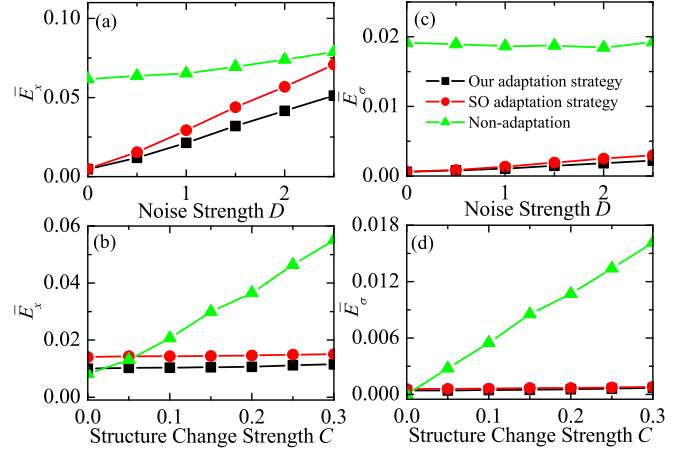 (a)
0.10
0.05
0.00
E̅ₓ
0 1 2
Noise Strength D
(c)
0.02
0.01
0.00
E̅_σ
Our adaptation strategy
SO adaptation strategy
Non-adaptation
0 1 2
Noise Strength D
(b)
0.06
0.04
0.02
0.00
E̅ₓ
0.0 0.1 0.2 0.3
Structure Change Strength C
(d)
0.018
0.012
0.006
0.000
E̅_σ
0.0 0.1 0.2 0.3
Structure Change Strength C